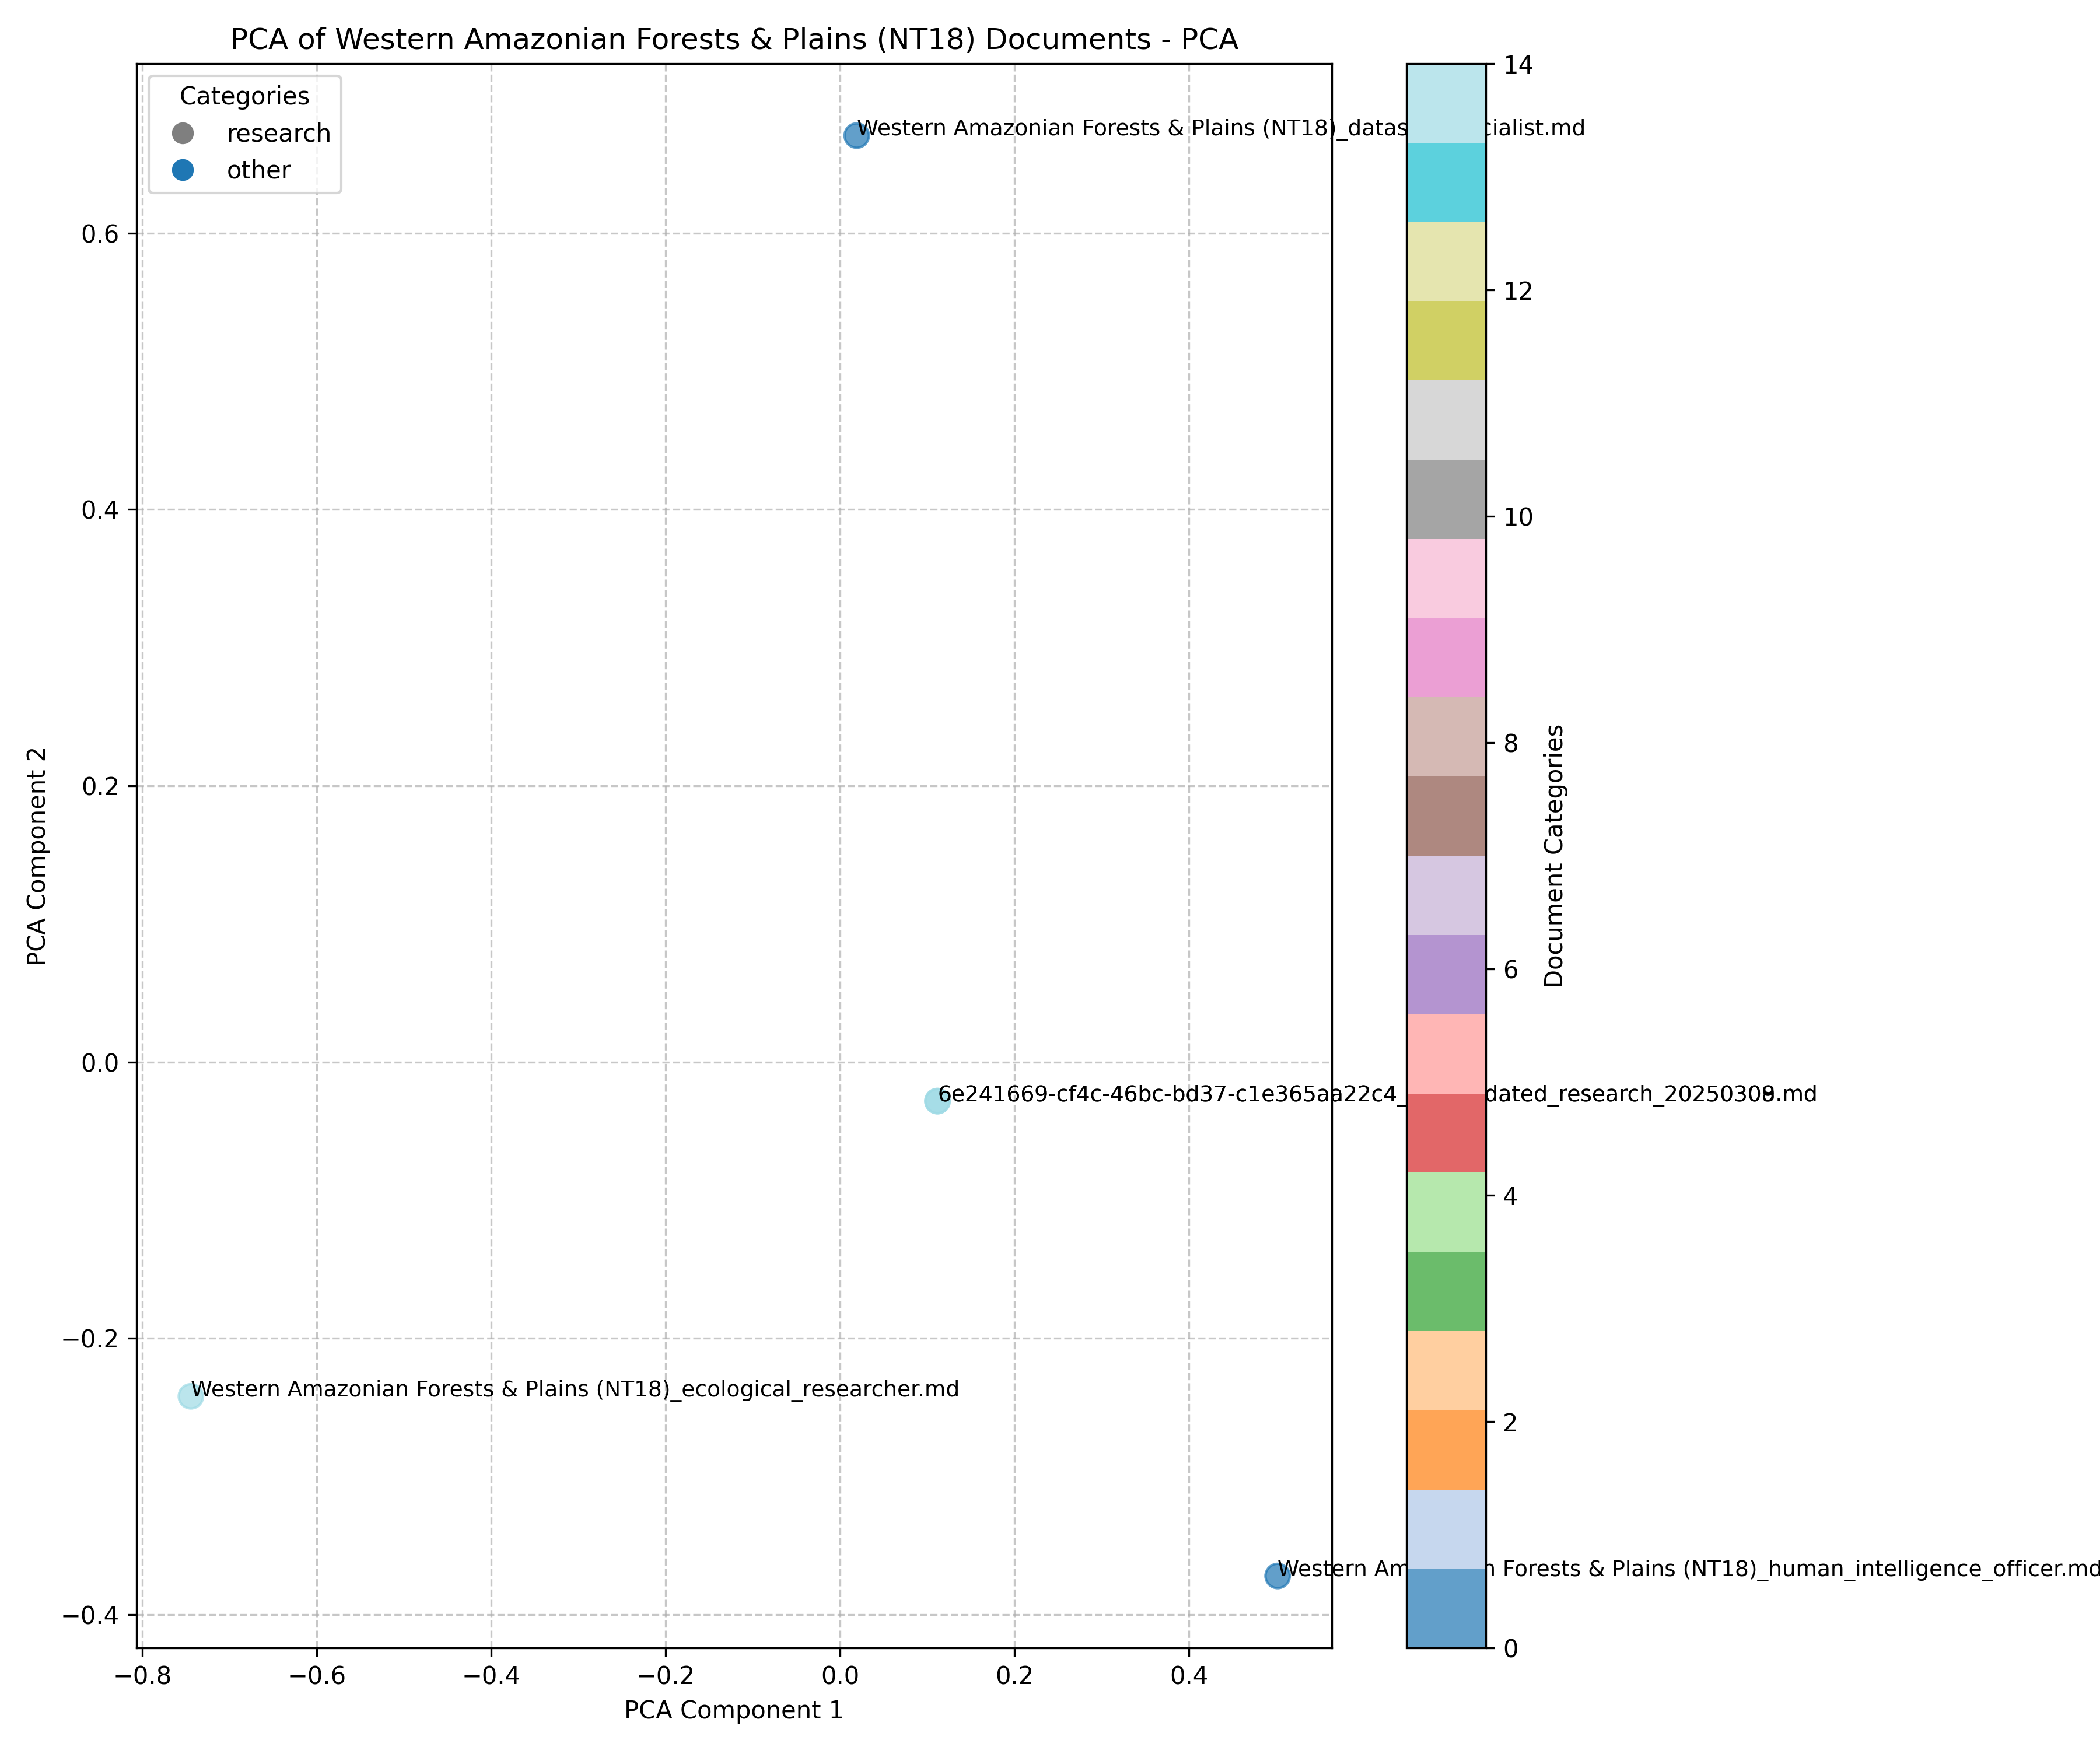 PCA of Western Amazonian Forests & Plains (NT18) Documents - PCA
Categories
research
other
Western Amazonian Forests & Plains (NT18)_datas cialist.md
6e241669-cf4c-46bc-bd37-c1e365aa22c4_ dated_research_2025030 .md
Western Amazonian Forests & Plains (NT18)_ecological_researcher.md
Western Am n Forests & Plains (NT18)_human_intelligence_officer.md
PCA Component 2
0.6
0.4
0.2
0.0
−0.2
−0.4
−0.8
−0.6
−0.4
−0.2
0.0
0.2
0.4
PCA Component 1
14
12
10
8
6
4
2
0
Document Categories